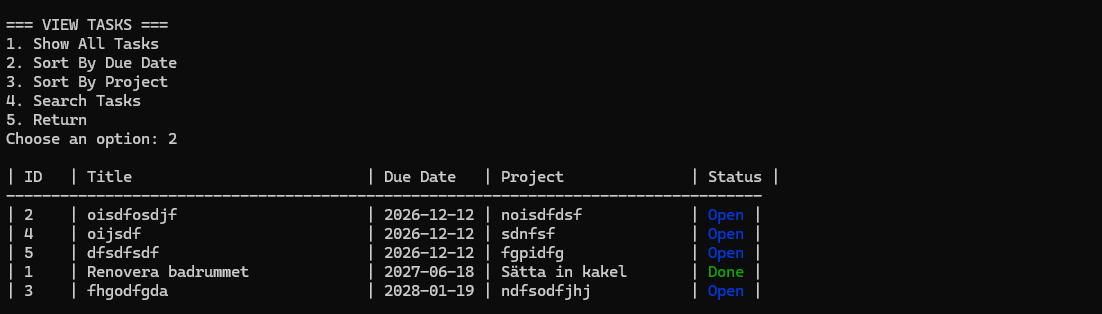 === VIEW TASKS ===
1. Show All Tasks
2. Sort By Due Date
3. Sort By Project
4. Search Tasks
5. Return
Choose an option: 2
| ID   | Title                          | Due Date   | Project              | Status |
------------------------------------------------------------------------------------
| 2    | oisdfosdjf                     | 2026-12-12 | noisdfdsf            | Open |
| 4    | oijsdf                         | 2026-12-12 | sdnfsf               | Open |
| 5    | dfsdfsdf                       | 2026-12-12 | fgpidfg              | Open |
| 1    | Renovera badrummet             | 2027-06-18 | Sätta in kakel       | Done |
| 3    | fhgodfgda                      | 2028-01-19 | ndfsodfjhj           | Open |